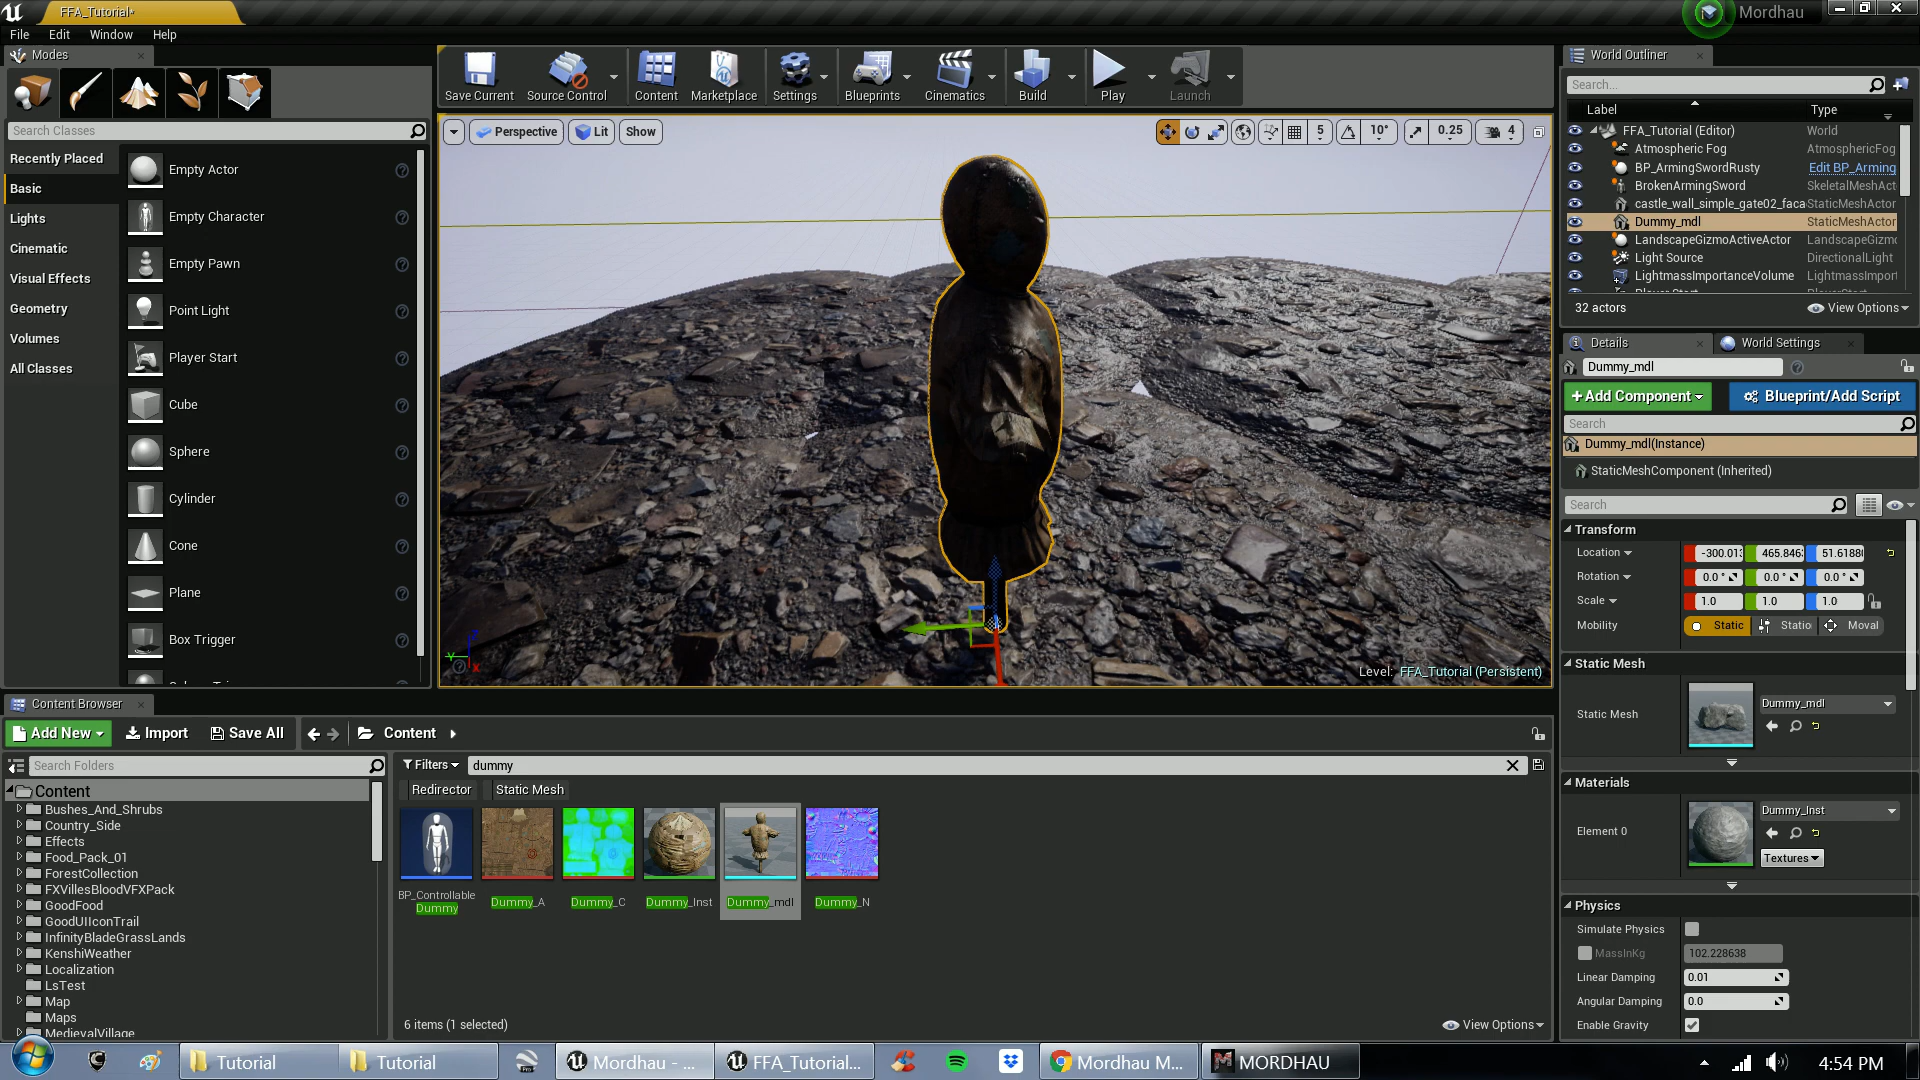 FFA_Tutorial•
Mordhau
File Edit Window Help
Modes
Save Current
Source Control
Content
Marketplace
Settings
Blueprints
Cinematics
Build
Play
Launch
Search Classes
Recently Placed
Basic
Lights
Cinematic
Visual Effects
Geometry
Volumes
All Classes
Empty Actor
Empty Character
Empty Pawn
Point Light
Player Start
Cube
Sphere
Cylinder
Cone
Plane
Box Trigger
Perspective
Lit
Show
5
10°
0.25
4
Level: FFA_Tutorial (Persistent)
World Outliner
Search...
Label Type
FFA_Tutorial (Editor) World
Atmospheric Fog AtmosphericFog
BP_ArmingSwordRusty Edit BP_Arming
BrokenArmingSword SkeletalMeshAct
castle_wall_simple_gate02_faca StaticMeshActor
Dummy_mdl StaticMeshActor
LandscapeGizmoActiveActor LandscapeGizmo
Light Source DirectionalLight
LightmassImportanceVolume LightmassImport
32 actors
View Options
Details
World Settings
Dummy_mdl
+Add Component
Blueprint/Add Script
Search
Dummy_mdl(Instance)
StaticMeshComponent (Inherited)
Search
Transform
Location -300.013 465.846 51.6188
Rotation 0.0 ° 0.0 ° 0.0 °
Scale 1.0 1.0 1.0
Mobility Static Statio Moval
Static Mesh
Static Mesh
Dummy_mdl
Materials
Element 0
Dummy_Inst
Textures
Physics
Simulate Physics
MassInKg 102.228638
Linear Damping 0.01
Angular Damping 0.0
Enable Gravity
Content Browser
Add New
Import
Save All
Content
Search Folders
Content
Bushes_And_Shrubs
Country_Side
Effects
Food_Pack_01
ForestCollection
FXVillesBloodVFXPack
GoodFood
GoodUIIconTrail
InfinityBladeGrassLands
KenshiWeather
Localization
LsTest
Map
Maps
MedievalVillage
Filters
dummy
Redirector
Static Mesh
BP_Controllable
Dummy
Dummy_A
Dummy_C
Dummy_Inst
Dummy_mdl
Dummy_N
6 items (1 selected)
View Options
Tutorial
Tutorial
Mordhau - ...
FFA_Tutorial...
Mordhau M...
MORDHAU
4:54 PM